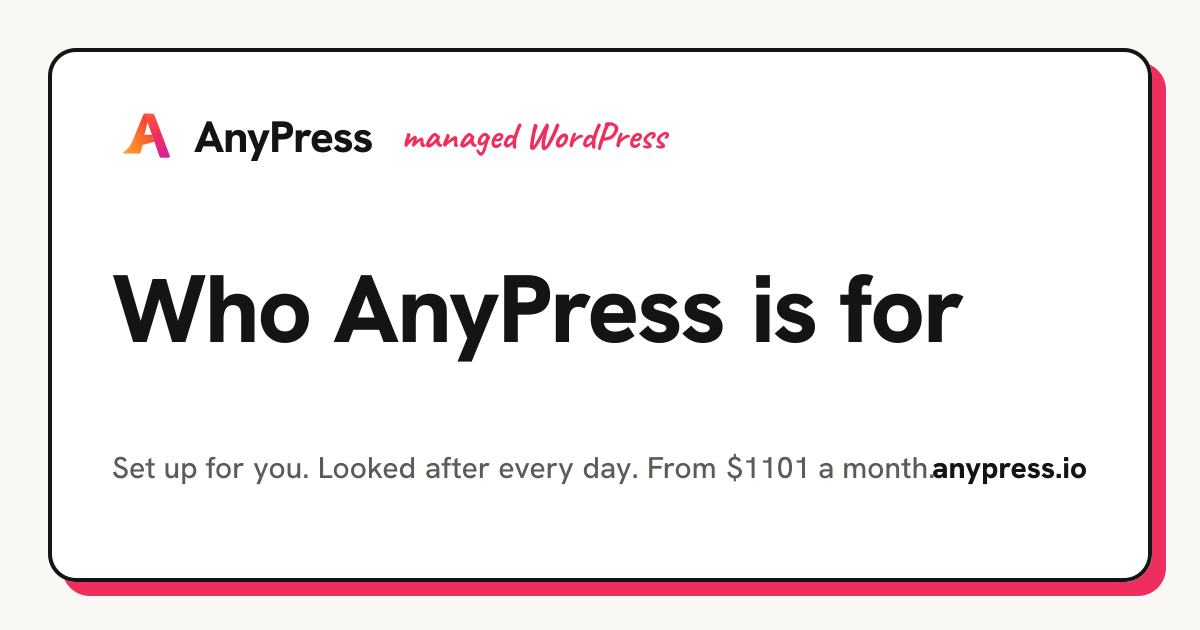 AnyPress managed WordPress
Who AnyPress is for
Set up for you. Looked after every day. From $1101 a month. anypress.io